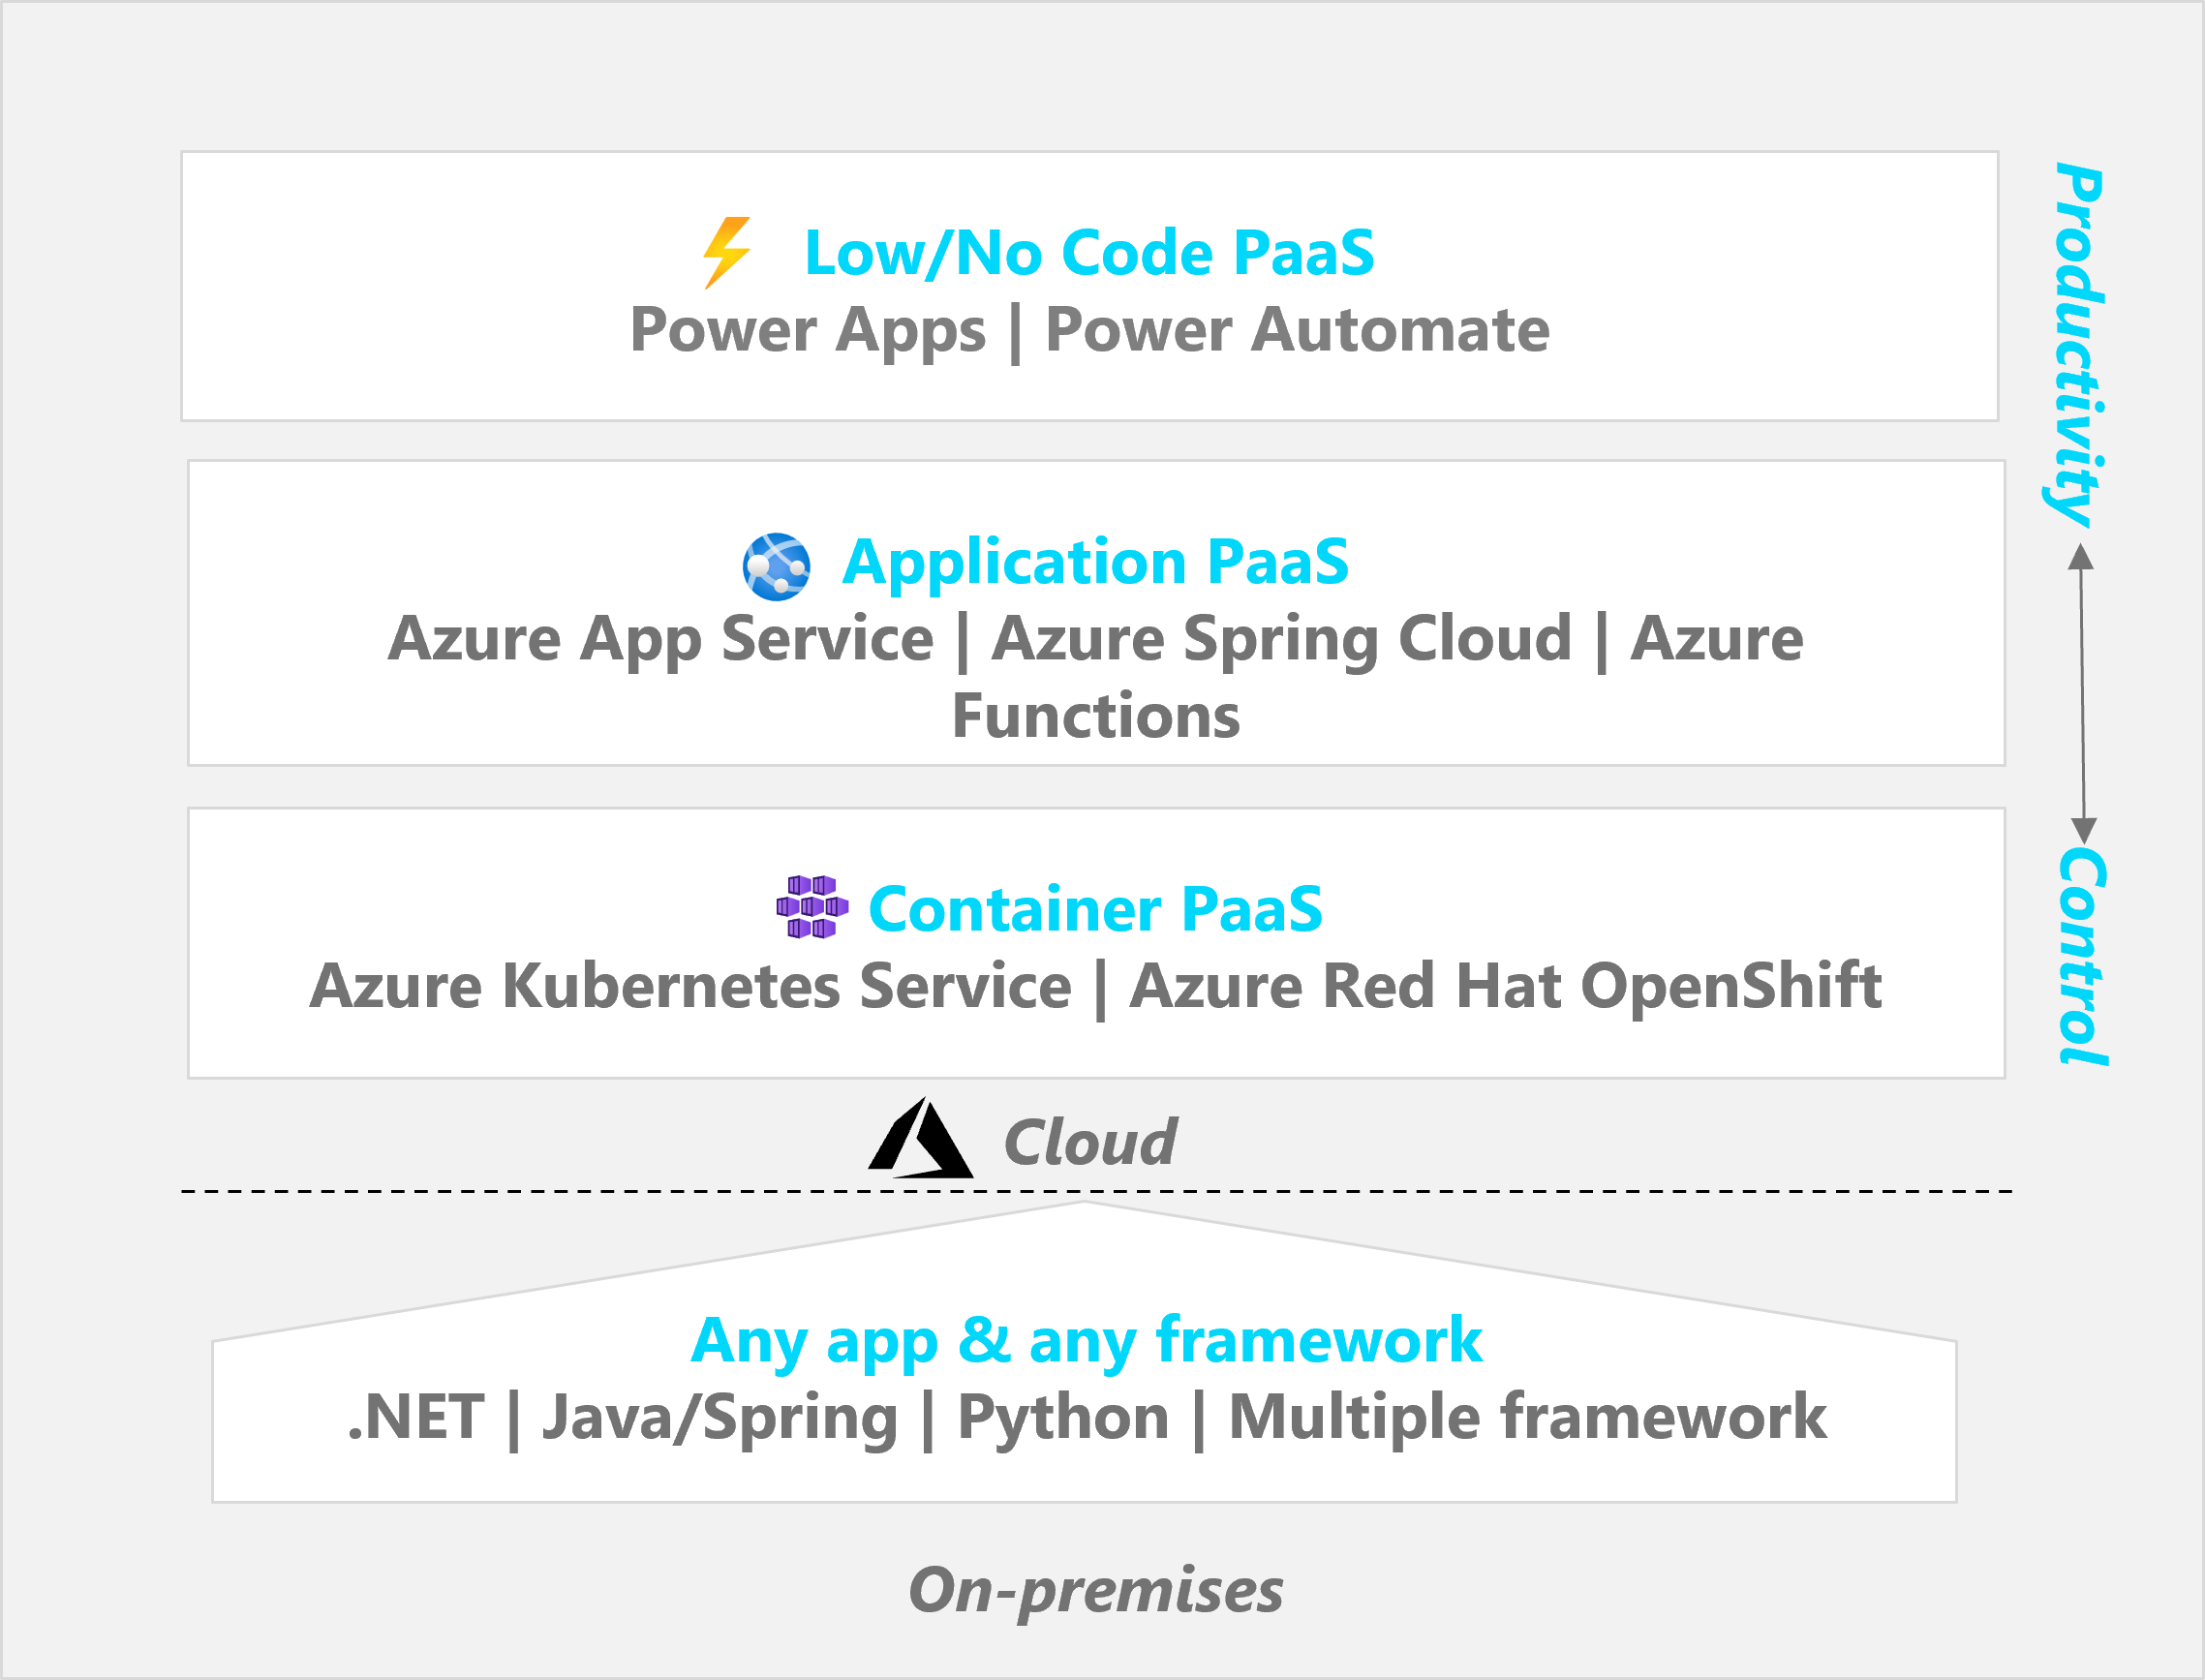 Low/No Code PaaS
Power Apps | Power Automate
Productivity
Application PaaS
Azure App Service | Azure Spring Cloud | Azure
Functions
Container PaaS
Azure Kubernetes Service | Azure Red Hat OpenShift
Control
Cloud
Any app & any framework
.NET | Java/Spring | Python | Multiple framework
On-premises